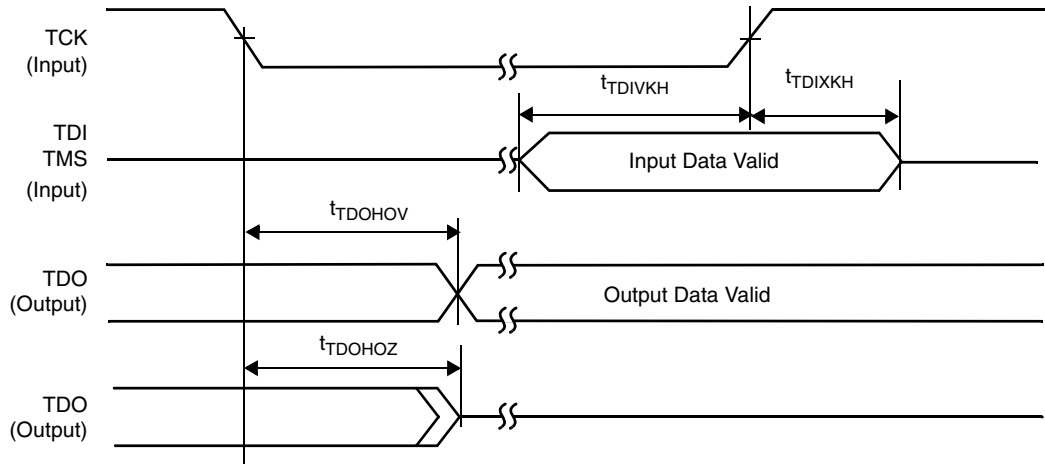 TCK
(Input)
tTDIVKH
tTDIXKH
TDI
TMS
(Input)
Input Data Valid
tTDOHOV
TDO
(Output)
Output Data Valid
tTDOHOZ
TDO
(Output)